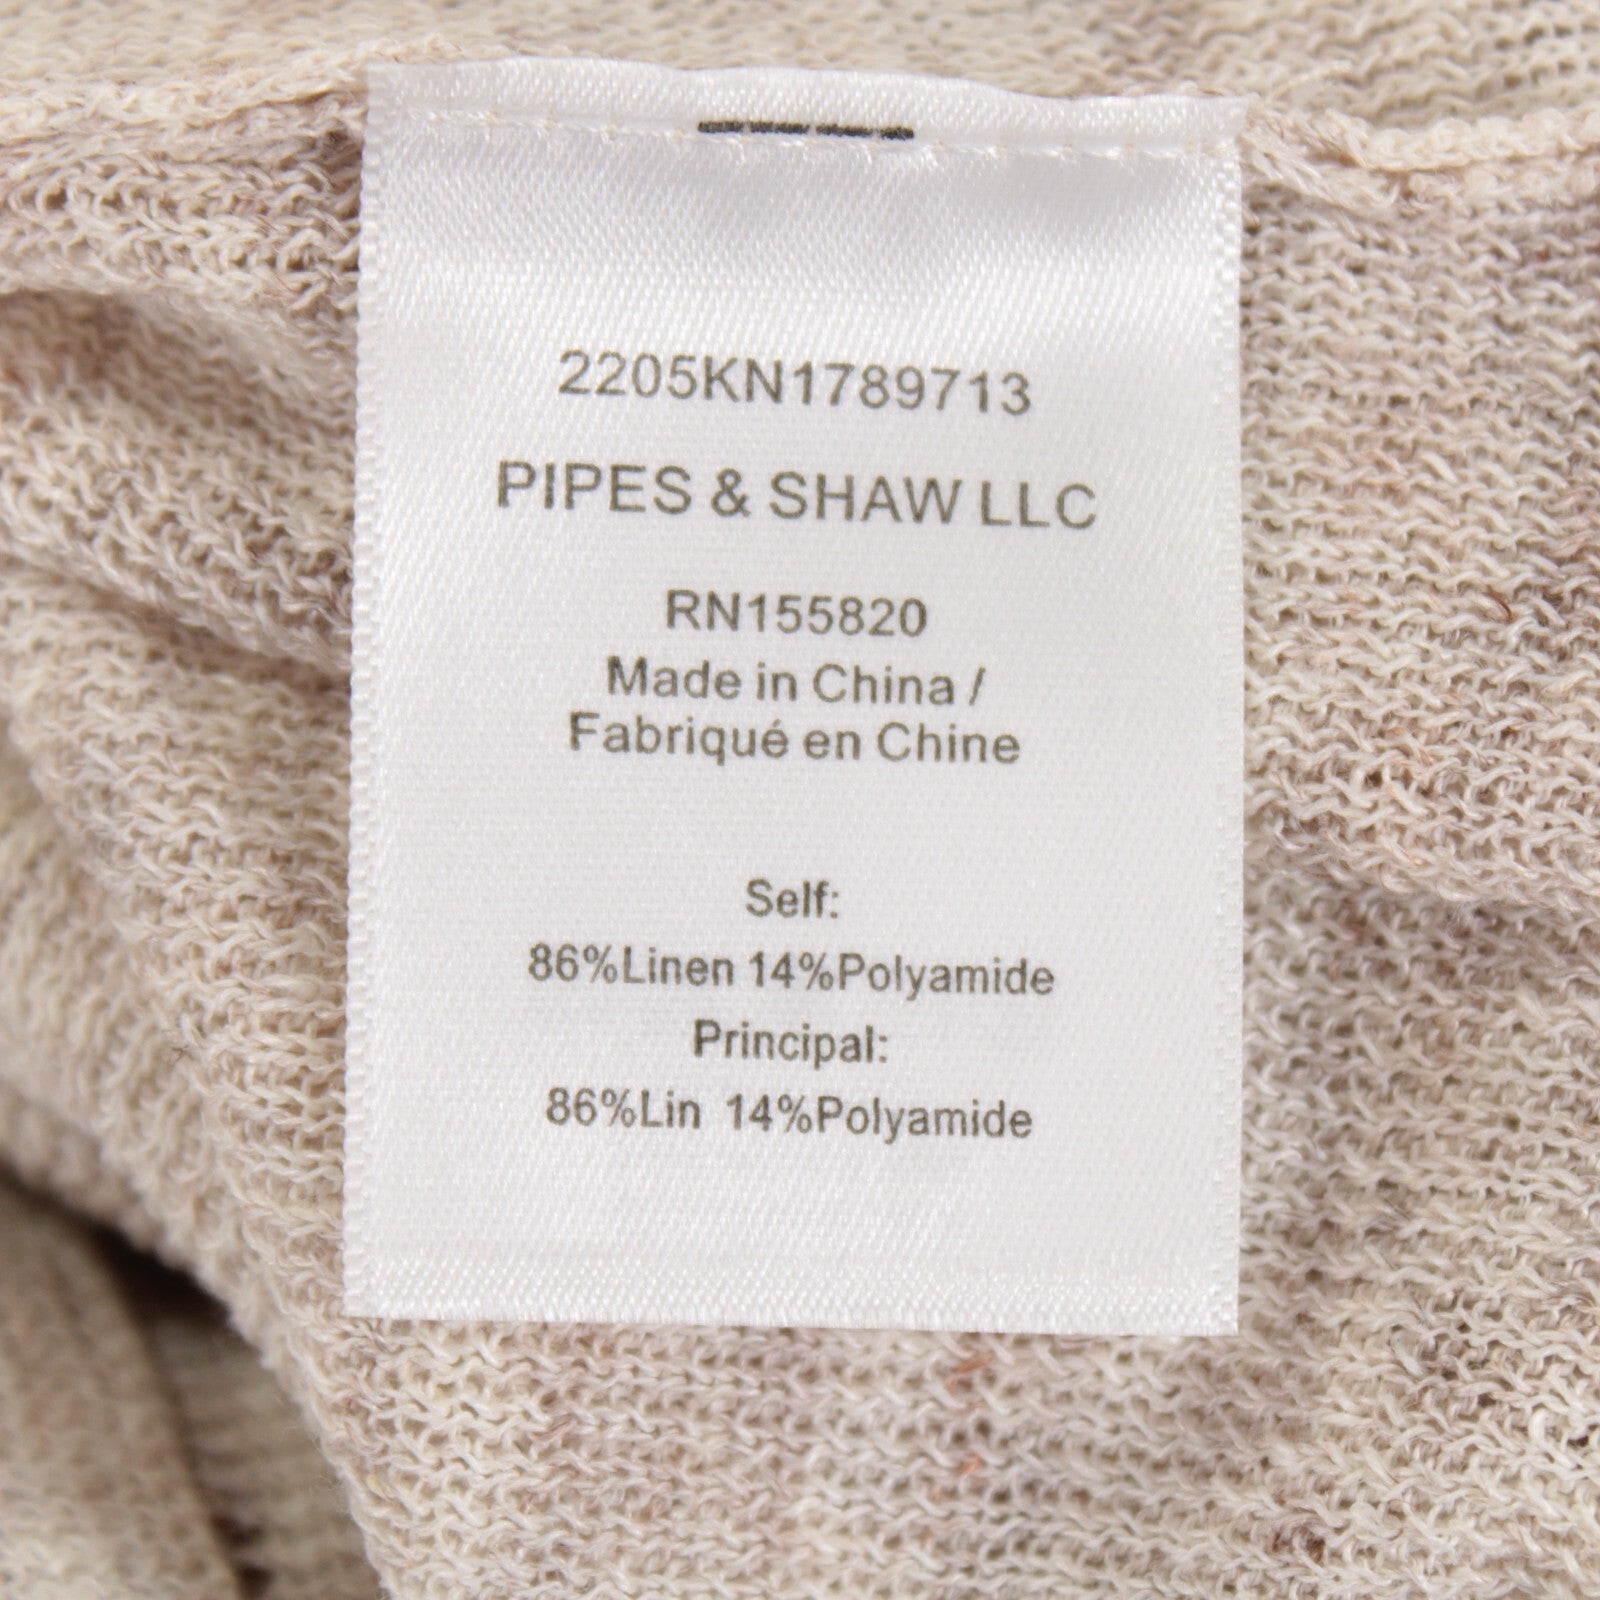 2205KN1789713
PIPES & SHAW LLC
RN155820
Made in China /
Fabriqué en Chine
Self:
86%Linen 14%Polyamide
Principal:
86%Lin 14%Polyamide